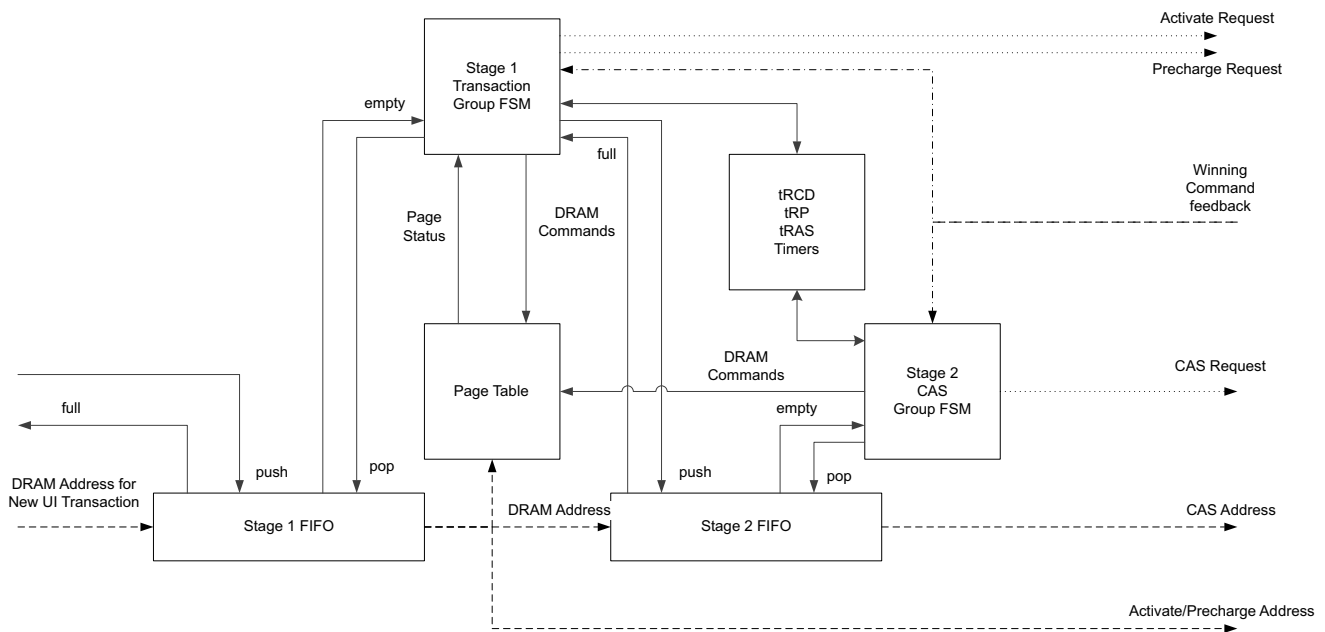 Activate Request
Precharge Request
Stage 1
Transaction
Group FSM
empty
full
Page
Status
DRAM
Commands
tRCD
tRP
tRAS
Timers
Winning
Command
feedback
Page Table
DRAM
Commands
Stage 2
CAS
Group FSM
CAS Request
full
empty
push
pop
push
pop
DRAM Address for
New UI Transaction
Stage 1 FIFO
DRAM Address
Stage 2 FIFO
CAS Address
Activate/Precharge Address